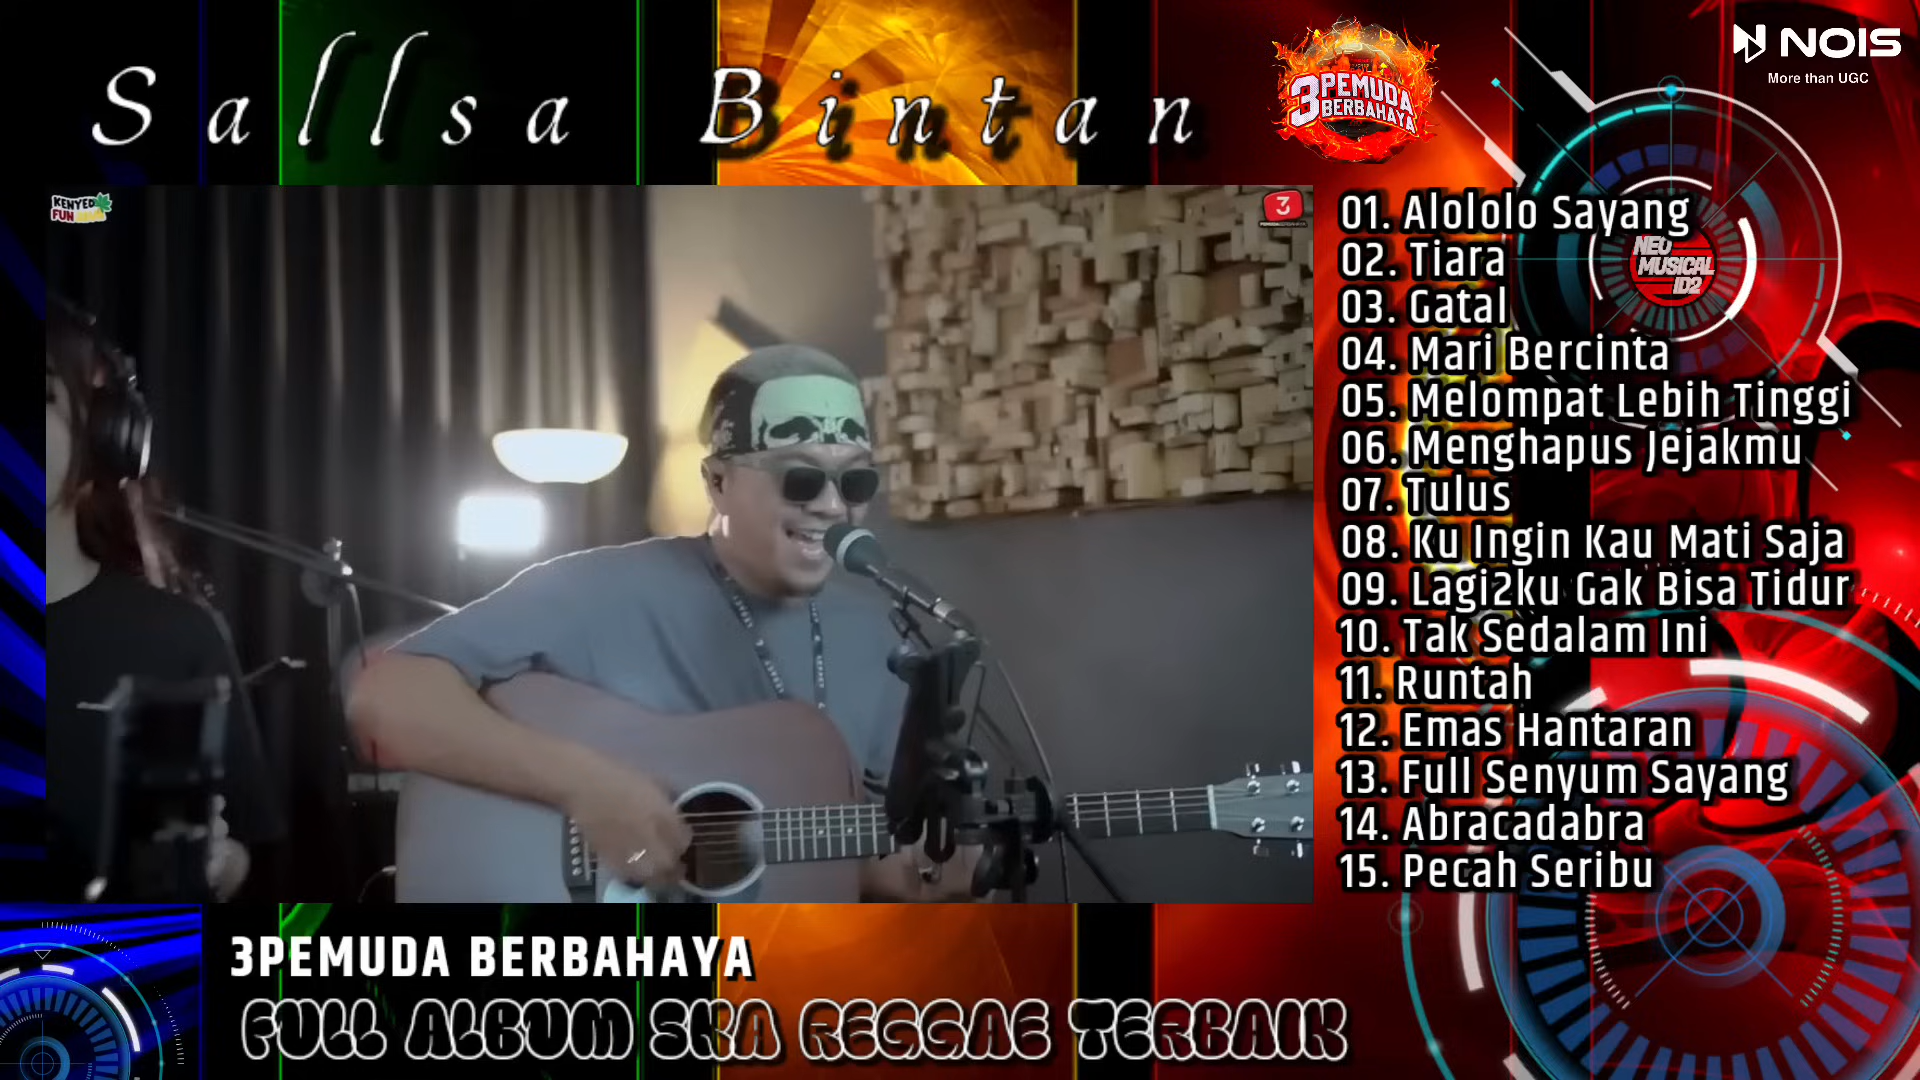 Sallsa Bintan
3PEMUDA
BERBAHAYA
NOIS
More than UGC
KENYED
FUN
3
01. Alololo Sayang
02. Tiara
03. Gatal
04. Mari Bercinta
05. Melompat Lebih Tinggi
06. Menghapus Jejakmu
07. Tulus
08. Ku Ingin Kau Mati Saja
09. Lagi2ku Gak Bisa Tidur
10. Tak Sedalam Ini
11. Runtah
12. Emas Hantaran
13. Full Senyum Sayang
14. Abracadabra
15. Pecah Seribu
NEO
MUSICAL
ID2
3PEMUDA BERBAHAYA
FULL ALBUM SKA REGGAE TERBAIK